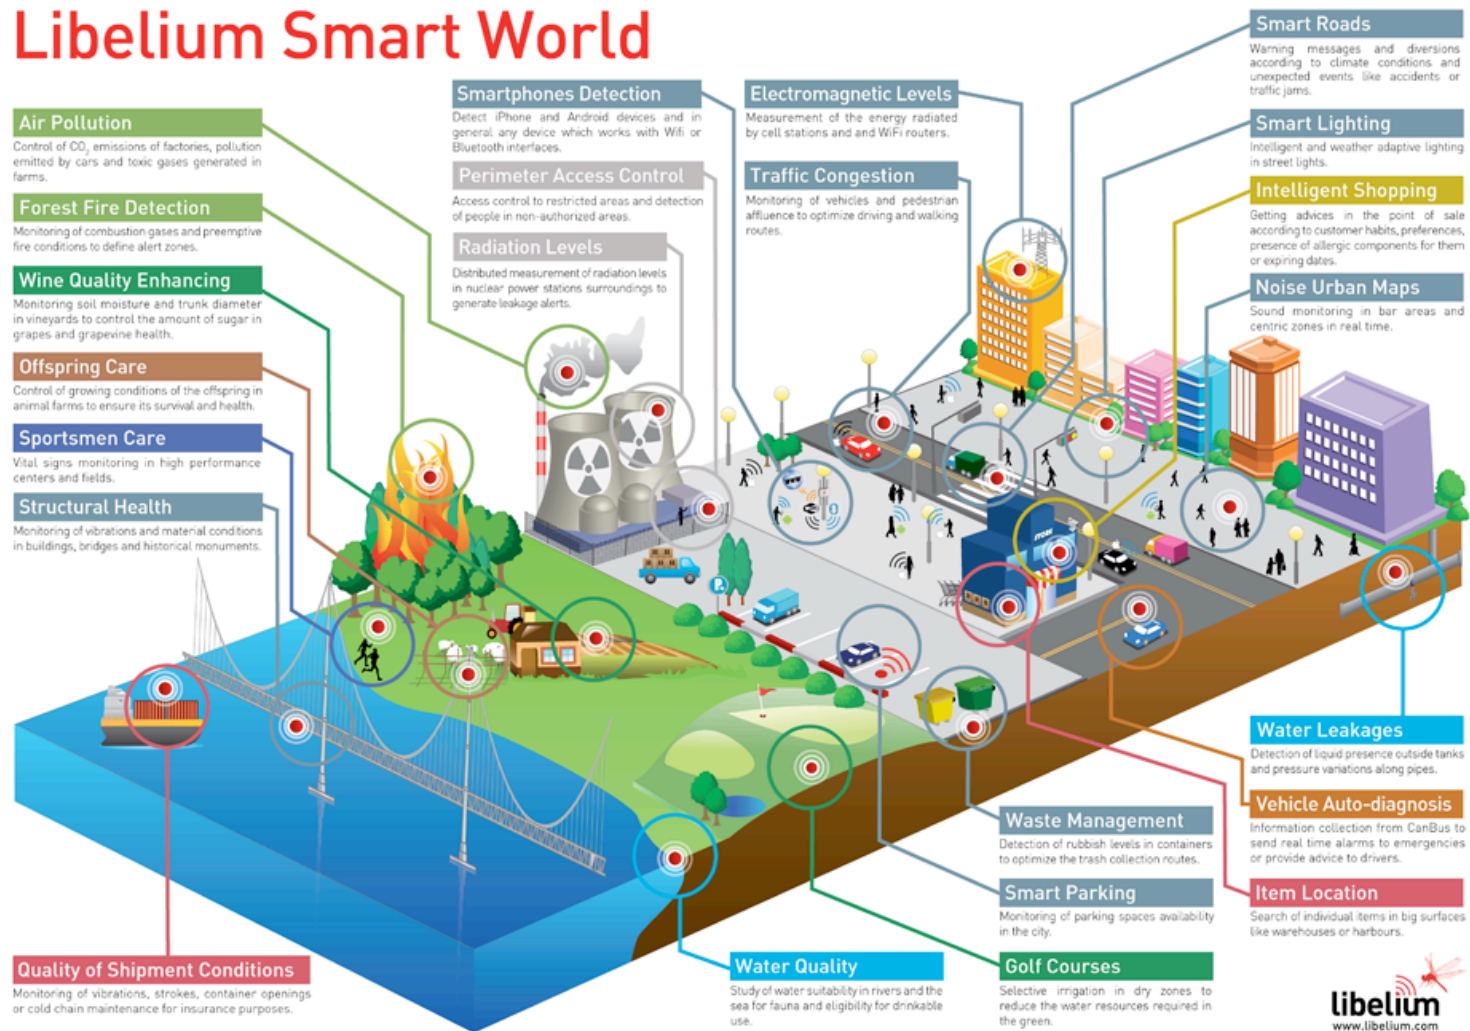 Libelium Smart World
Air Pollution
Control of CO₂ emissions of factories, pollution
emitted by cars and toxic gases generated in
farms.
Forest Fire Detection
Monitoring of combustion gases and preemptive
fire conditions to define alert zones.
Wine Quality Enhancing
Monitoring soil moisture and trunk diameter
in vineyards to control the amount of sugar in
grapes and grapevine health.
Offspring Care
Control of growing conditions of the offspring in
animal farms to ensure its survival and health.
Sportsmen Care
Vital signs monitoring in high performance
centers and fields.
Structural Health
Monitoring of vibrations and material conditions
in buildings, bridges and historical monuments.
Quality of Shipment Conditions
Monitoring of vibrations, strokes, container openings
or cold chain maintenance for insurance purposes.
Smartphones Detection
Detect iPhone and Android devices and in
general any device which works with Wifi or
Bluetooth interfaces.
Perimeter Access Control
Access control to restricted areas and detection
of people in non-authorized areas.
Radiation Levels
Distributed measurement of radiation levels
in nuclear power stations surroundings to
generate leakage alerts.
Electromagnetic Levels
Measurement of the energy radiated
by cell stations and and WiFi routers.
Traffic Congestion
Monitoring of vehicles and pedestrian
affluence to optimize driving and walking
routes.
Smart Roads
Warning messages and diversions
according to climate conditions and
unexpected events like accidents or
traffic jams.
Smart Lighting
Intelligent and weather adaptive lighting
in street lights.
Intelligent Shopping
Getting advices in the point of sale
according to customer habits, preferences,
presence of allergic components for them
or expiring dates.
Noise Urban Maps
Sound monitoring in bar areas and
centric zones in real time.
STORE
P
Water Leakages
Detection of liquid presence outside tanks
and pressure variations along pipes.
Vehicle Auto-diagnosis
Information collection from CanBus to
send real time alarms to emergencies
or provide advice to drivers.
Item Location
Search of individual items in big surfaces
like warehouses or harbours.
Waste Management
Detection of rubbish levels in containers
to optimize the trash collection routes.
Smart Parking
Monitoring of parking spaces availability
in the city.
Golf Courses
Selective irrigation in dry zones to
reduce the water resources required in
the green.
Water Quality
Study of water suitability in rivers and the
sea for fauna and eligibility for drinkable
use.
libelium
www.libelium.com